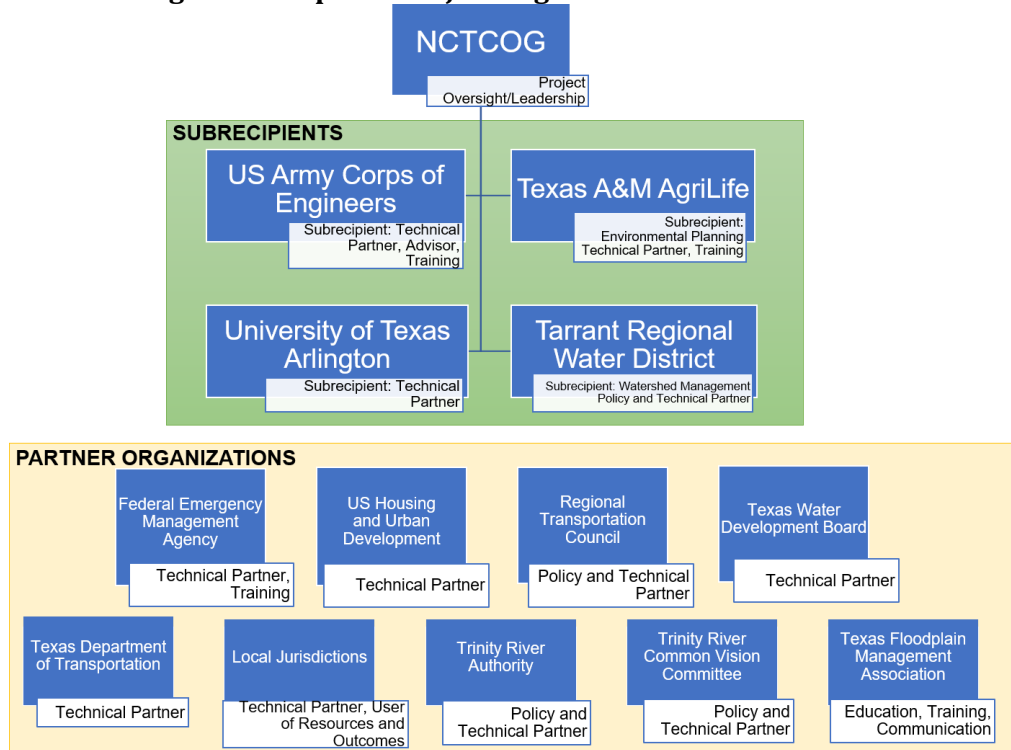 NCTCOG
Project
Oversight/Leadership
SUBRECIPIENTS
US Army Corps of
Engineers
Subrecipient: Technical
Partner, Advisor,
Training
Texas A&M AgriLife
Subrecipient:
Environmental Planning
Technical Partner, Training
University of Texas
Arlington
Subrecipient: Technical
Partner
Tarrant Regional
Water District
Subrecipient: Watershed Management
Policy and Technical Partner
PARTNER ORGANIZATIONS
Federal Emergency
Management
Agency
Technical Partner,
Training
US Housing
and Urban
Development
Technical Partner
Regional
Transportation
Council
Policy and Technical
Partner
Texas Water
Development Board
Technical Partner
Texas Department
of Transportation
Technical Partner
Local Jurisdictions
Technical Partner, User
of Resources and
Outcomes
Trinity River
Authority
Policy and
Technical Partner
Trinity River
Common Vision
Committee
Policy and
Technical Partner
Texas Floodplain
Management
Association
Education, Training,
Communication